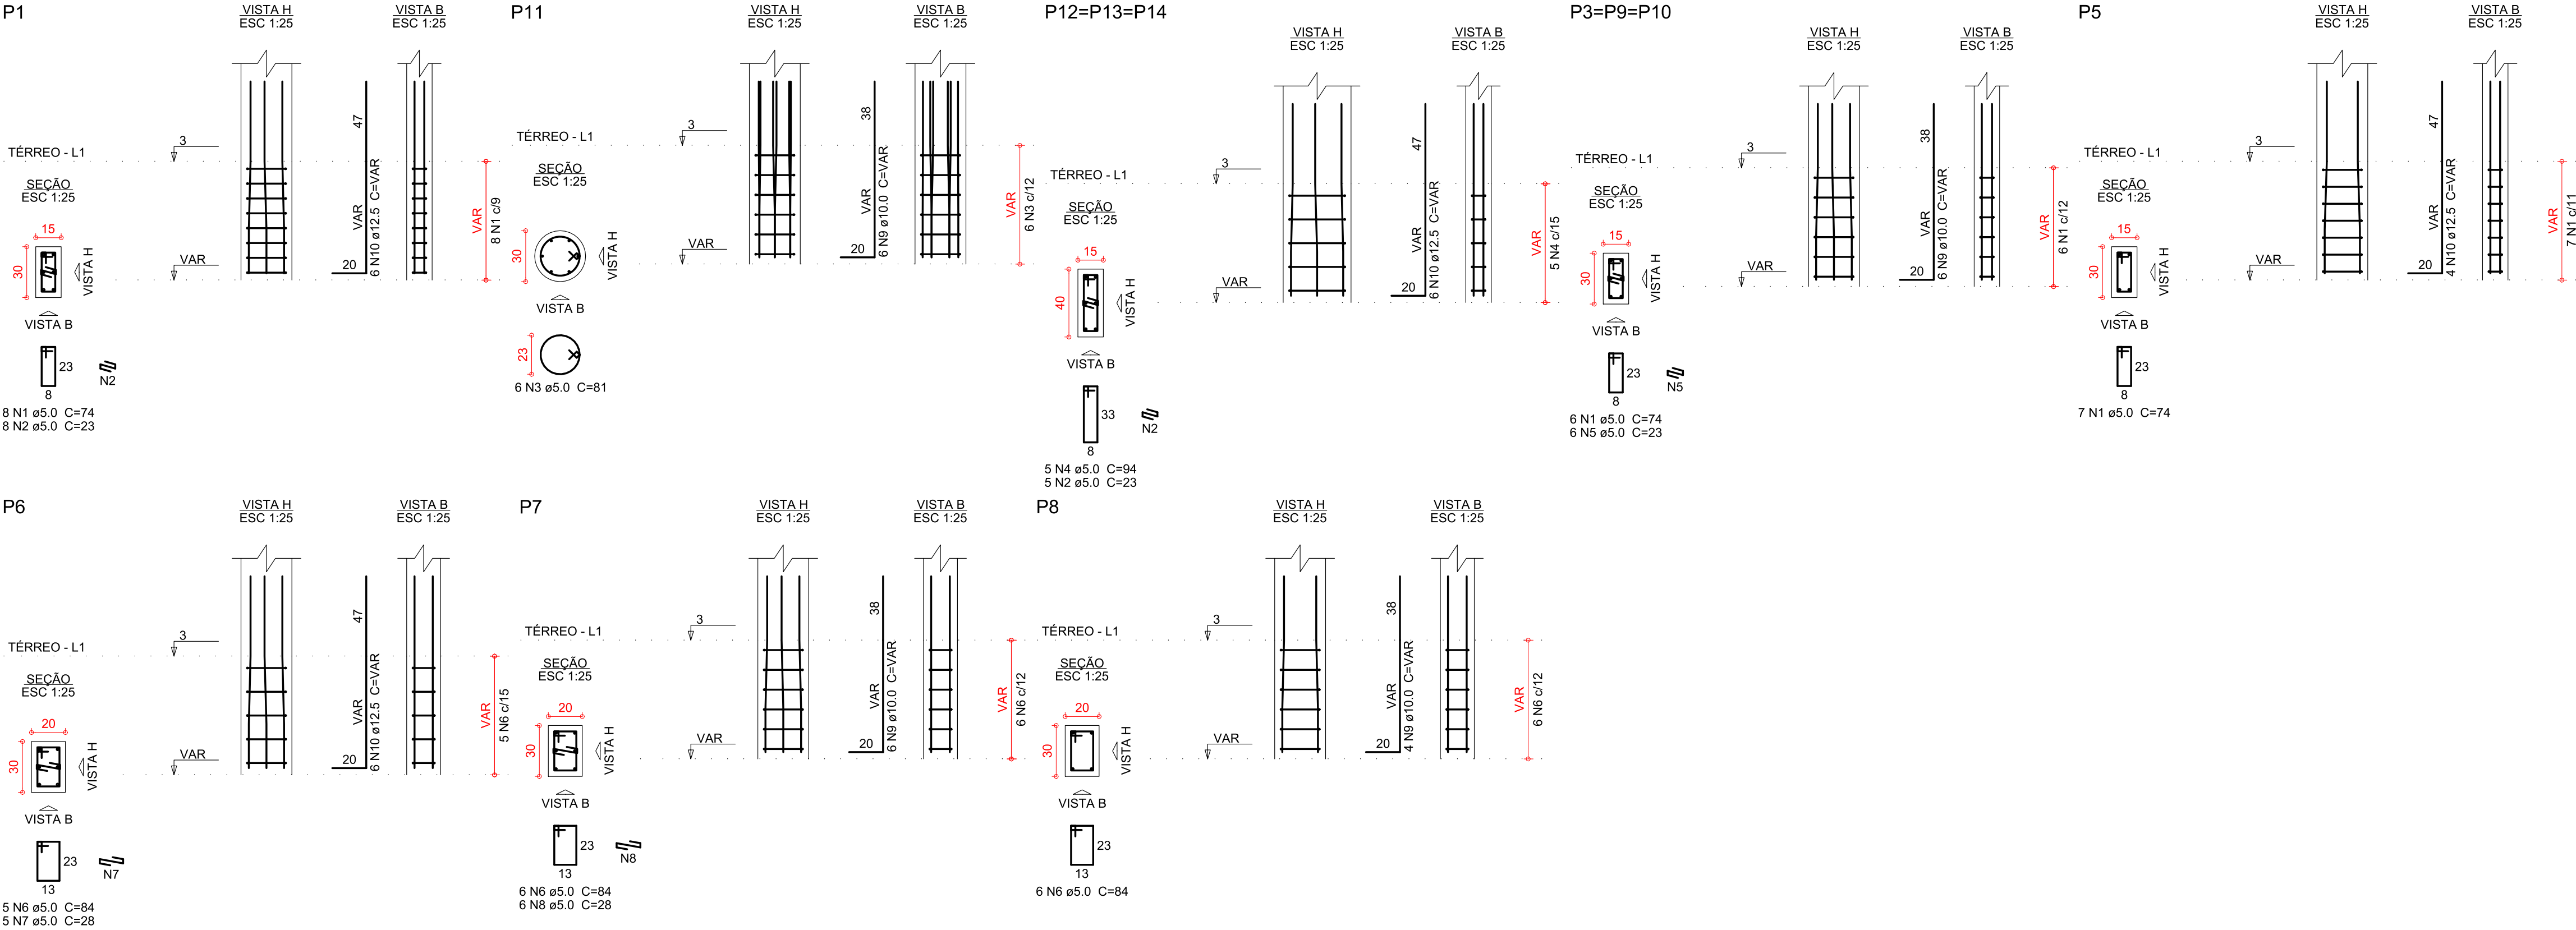 P1
VISTA H
ESC 1:25
VISTA B
ESC 1:25
TÉRREO - L1
3
SEÇÃO
ESC 1:25
15
30
VISTA H
VISTA B
VAR
47
VAR
20
6 N10 ø12.5 C=VAR
VAR
8 N1 c/9
23
8
N2
8 N1 ø5.0 C=74
8 N2 ø5.0 C=23
P11
VISTA H
ESC 1:25
VISTA B
ESC 1:25
TÉRREO - L1
3
SEÇÃO
ESC 1:25
30
VISTA H
VISTA B
VAR
38
VAR
20
6 N9 ø10.0 C=VAR
VAR
6 N3 c/12
23
6 N3 ø5.0 C=81
P12=P13=P14
VISTA H
ESC 1:25
VISTA B
ESC 1:25
TÉRREO - L1
3
SEÇÃO
ESC 1:25
15
40
VISTA H
VISTA B
VAR
47
VAR
20
6 N10 ø12.5 C=VAR
VAR
5 N4 c/15
33
8
N2
5 N4 ø5.0 C=94
5 N2 ø5.0 C=23
P3=P9=P10
VISTA H
ESC 1:25
VISTA B
ESC 1:25
TÉRREO - L1
3
SEÇÃO
ESC 1:25
15
30
VISTA H
VISTA B
VAR
38
VAR
20
6 N9 ø10.0 C=VAR
VAR
6 N1 c/12
23
8
N5
6 N1 ø5.0 C=74
6 N5 ø5.0 C=23
P5
VISTA H
ESC 1:25
VISTA B
ESC 1:25
TÉRREO - L1
3
SEÇÃO
ESC 1:25
15
30
VISTA H
VISTA B
VAR
47
VAR
20
4 N10 ø12.5 C=VAR
VAR
7 N1 c/11
23
8
7 N1 ø5.0 C=74
P6
VISTA H
ESC 1:25
VISTA B
ESC 1:25
TÉRREO - L1
3
SEÇÃO
ESC 1:25
20
30
VISTA H
VISTA B
VAR
47
VAR
20
6 N10 ø12.5 C=VAR
VAR
5 N6 c/15
23
13
N7
5 N6 ø5.0 C=84
5 N7 ø5.0 C=28
P7
VISTA H
ESC 1:25
VISTA B
ESC 1:25
TÉRREO - L1
3
SEÇÃO
ESC 1:25
20
30
VISTA H
VISTA B
VAR
38
VAR
20
6 N9 ø10.0 C=VAR
VAR
6 N6 c/12
23
13
N8
6 N6 ø5.0 C=84
6 N8 ø5.0 C=28
P8
VISTA H
ESC 1:25
VISTA B
ESC 1:25
TÉRREO - L1
3
SEÇÃO
ESC 1:25
20
30
VISTA H
VISTA B
VAR
38
VAR
20
4 N9 ø10.0 C=VAR
VAR
6 N6 c/12
23
13
6 N6 ø5.0 C=84